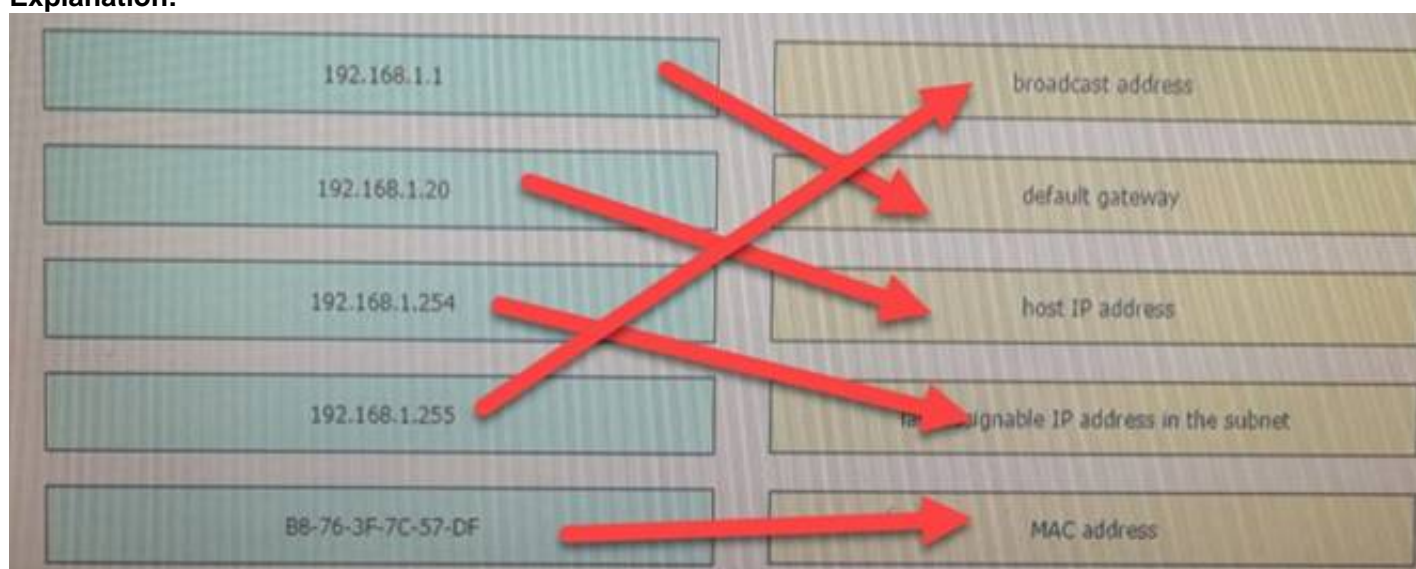 Explanation:
192.168.1.1
broadcast address
192.168.1.20
default gateway
192.168.1.254
host IP address
192.168.1.255
signable IP address in the subnet
B8-76-3F-7C-57-DF
MAC address